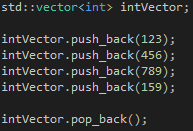 std::vector<int> intVector;
intVector.push_back(123);
intVector.push_back(456);
intVector.push_back(789);
intVector.push_back(159);
intVector.pop_back();